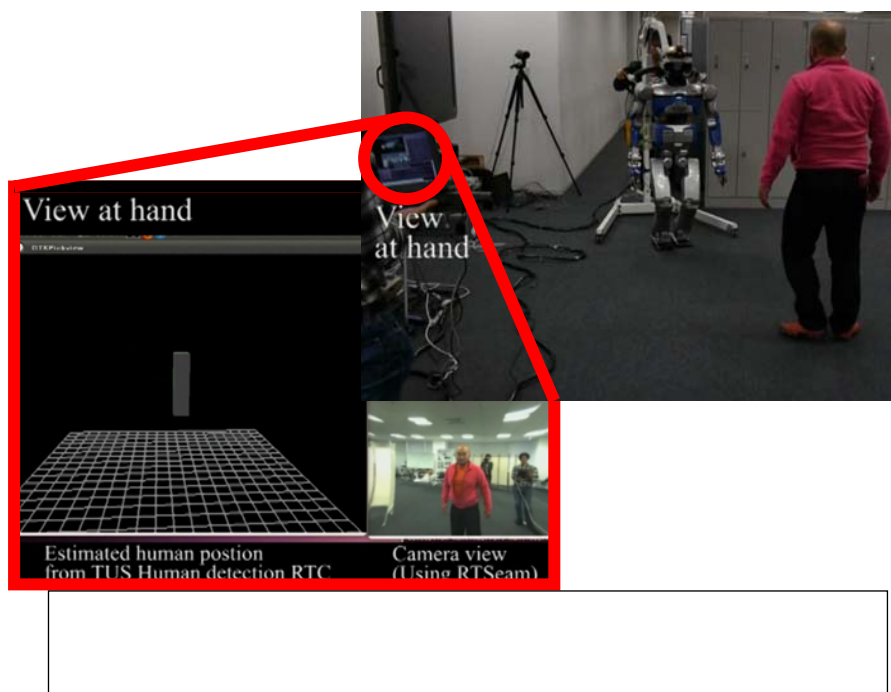 View
at hand
View at hand
Estimated human postion
from TUS Human detection RTC
Camera view
(Using RTSeam)